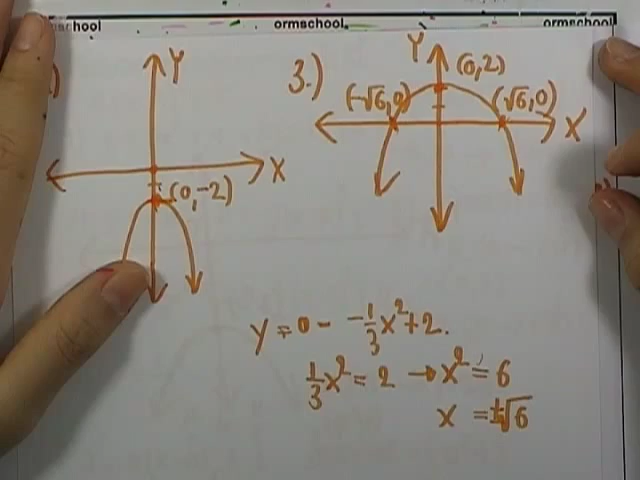 ormschool ormschool ormschool
Y
X
(0,-2)
3.)
Y
(0,2)
(-√6,0) (√6,0)
X
y = 0 = -1/3x²+2.
1/3x² = 2 → x² = 6
x = ±√6